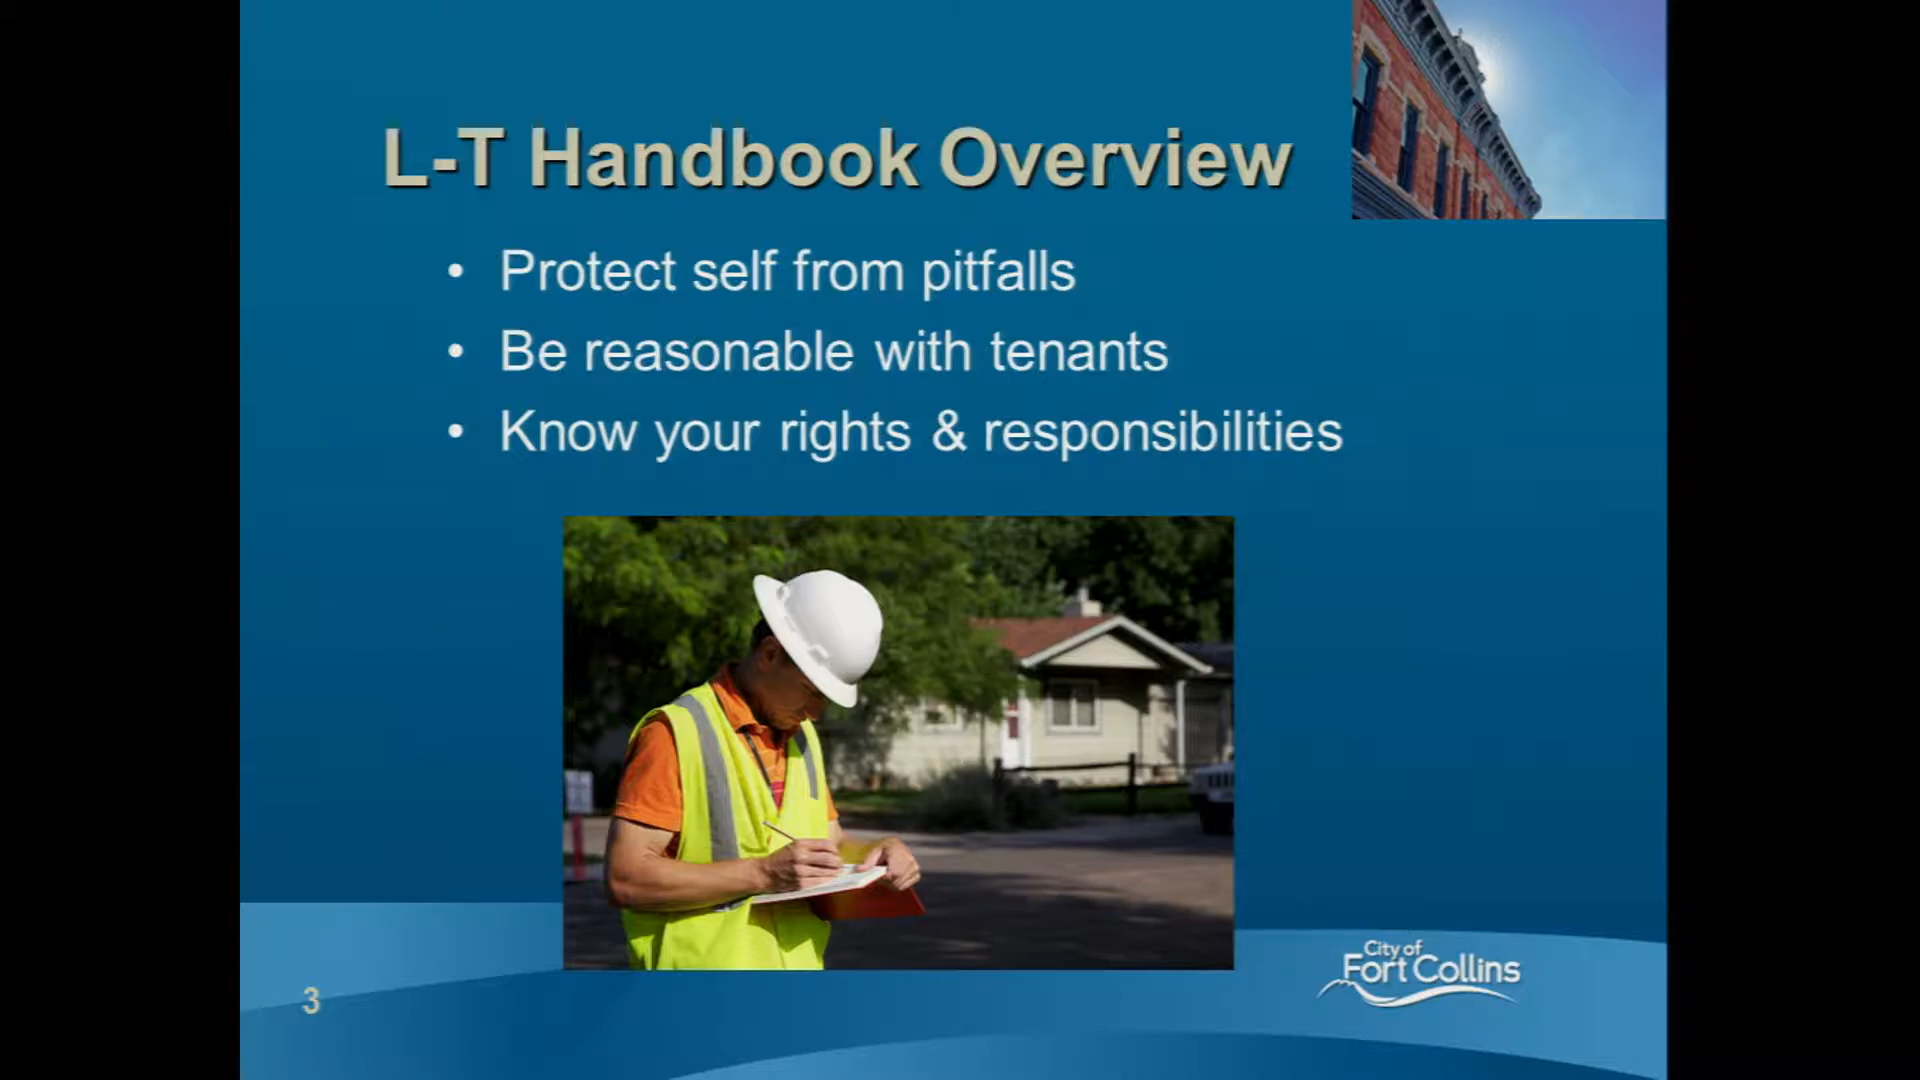 L-T Handbook Overview
• Protect self from pitfalls
• Be reasonable with tenants
• Know your rights & responsibilities
City of
Fort Collins
3